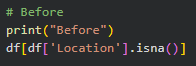 # Before
print("Before")
df[df['Location'].isna()]